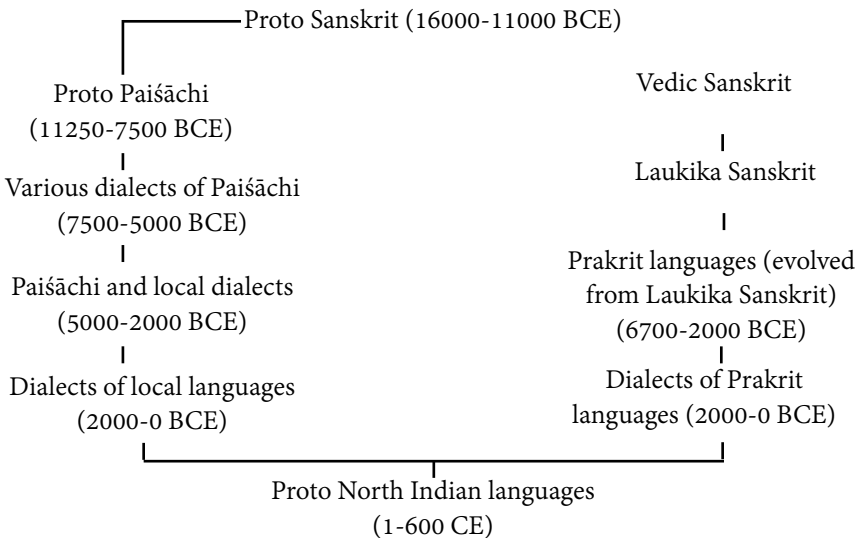 Proto Sanskrit (16000-11000 BCE)
Proto Paiśāchi
(11250-7500 BCE)
Various dialects of Paiśāchi
(7500-5000 BCE)
Paiśāchi and local dialects
(5000-2000 BCE)
Dialects of local languages
(2000-0 BCE)
Vedic Sanskrit
Laukika Sanskrit
Prakrit languages (evolved
from Laukika Sanskrit)
(6700-2000 BCE)
Dialects of Prakrit
languages (2000-0 BCE)
Proto North Indian languages
(1-600 CE)